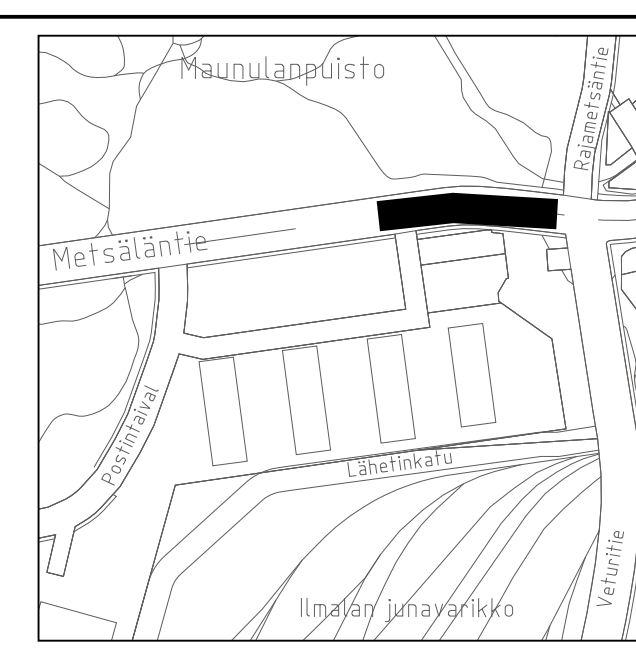 Maunulanpuisto
Rajametsäntie
Metsäläntie
Postintaival
Lähetinkatu
Veturitie
Ilmalan junavarikko